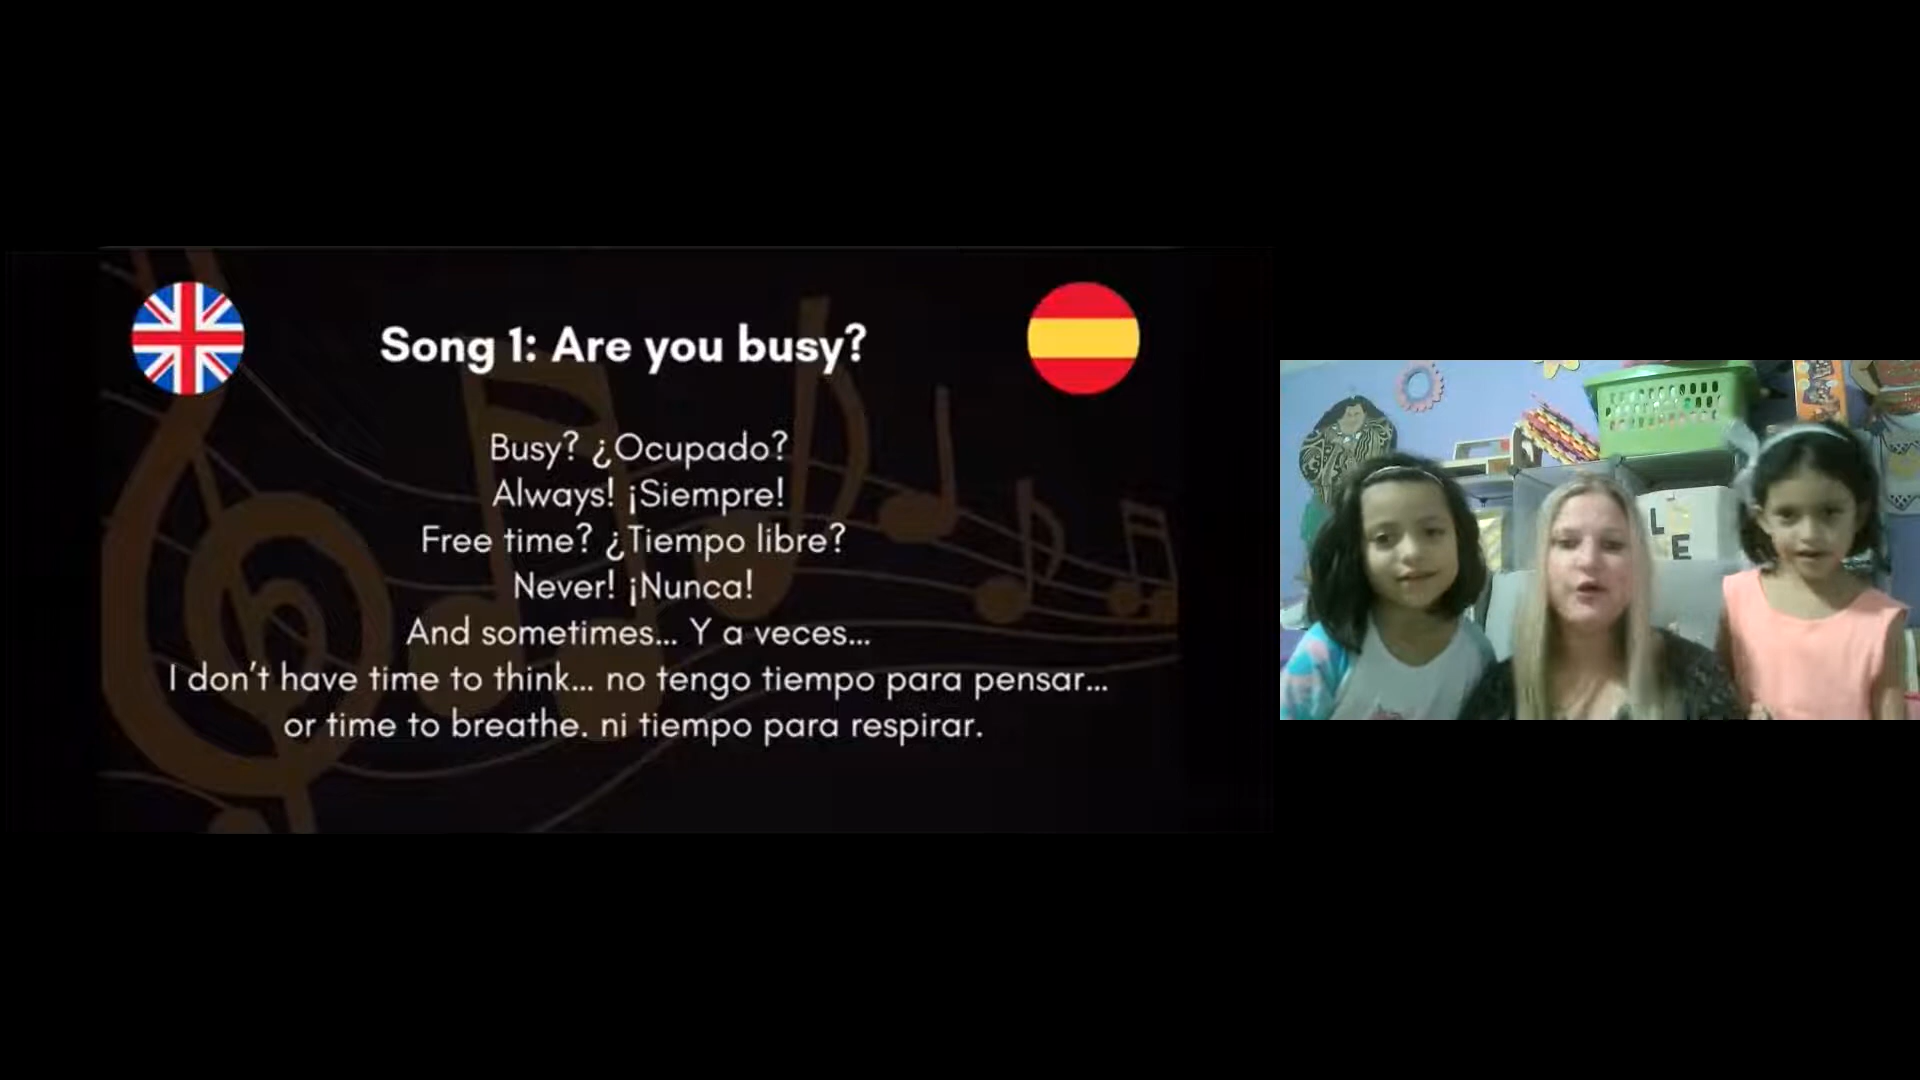 Song 1: Are you busy?
Busy? ¿Ocupado?
Always! ¡Siempre!
Free time? ¿Tiempo libre?
Never! ¡Nunca!
And sometimes... Y a veces...
I don’t have time to think... no tengo tiempo para pensar...
or time to breathe. ni tiempo para respirar.
L
E